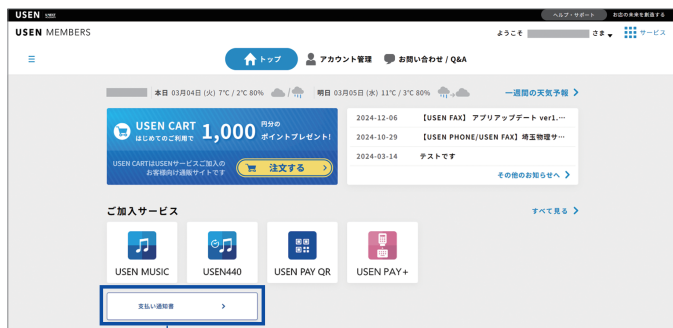 USEN USEN ヘルプ・サポート お店の未来を創造する
USEN MEMBERS ようこそ さま サービス
トップ アカウント管理 お問い合わせ / Q&A
本日 03月04日 (火) 7℃ / 2℃ 80% / 明日 03月05日 (水) 11℃ / 3℃ 80% 一週間の天気予報
USEN CART
はじめてのご利用で 1,000 円分の
ポイントプレゼント!
USEN CARTはUSENサービスご加入の
お客様向け通販サイトです
注文する
2024-12-06 【USEN FAX】 アプリアップデート ver1.…
2024-10-29 【USEN PHONE/USEN FAX】埼玉物理サ…
2024-03-14 テストです
その他のお知らせへ
ご加入サービス すべて見る
USEN MUSIC USEN440 USEN PAY QR USEN PAY+
支払い通知書